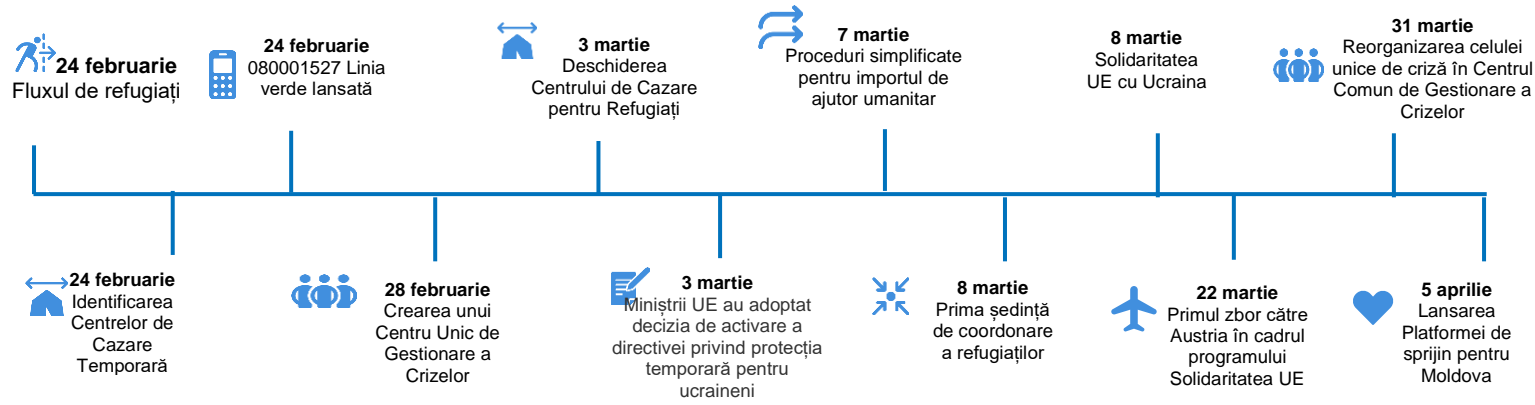 24 februarie
Fluxul de refugiați
24 februarie
080001527 Linia
verde lansată
3 martie
Deschiderea
Centrului de Cazare
pentru Refugiați
7 martie
Proceduri simplificate
pentru importul de
ajutor umanitar
8 martie
Solidaritatea
UE cu Ucraina
31 martie
Reorganizarea celulei
unice de criză în Centrul
Comun de Gestionare a
Crizelor
24 februarie
Identificarea
Centrelor de
Cazare
Temporară
28 februarie
Crearea unui
Centru Unic de
Gestionare a
Crizelor
3 martie
Miniștrii UE au adoptat
decizia de activare a
directivei privind protecția
temporară pentru
ucraineni
8 martie
Prima ședință
de coordonare
a refugiaților
22 martie
Primul zbor către
Austria în cadrul
programului
Solidaritatea UE
5 aprilie
Lansarea
Platformei de
sprijin pentru
Moldova